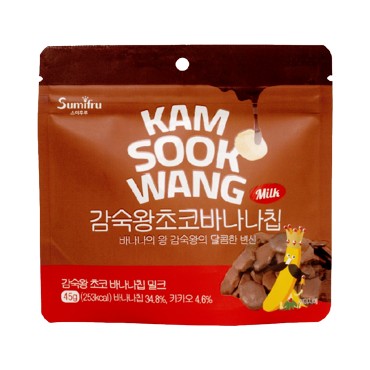 Sumifru
스미후루
KAM
SOOK
WANG
Milk
감숙왕초코바나나칩
바나나의 왕 감숙왕의 달콤한 변신
감숙왕 초코 바나나칩 밀크
45g (253kcal) 바나나칩 34.8%, 카카오 4.6%